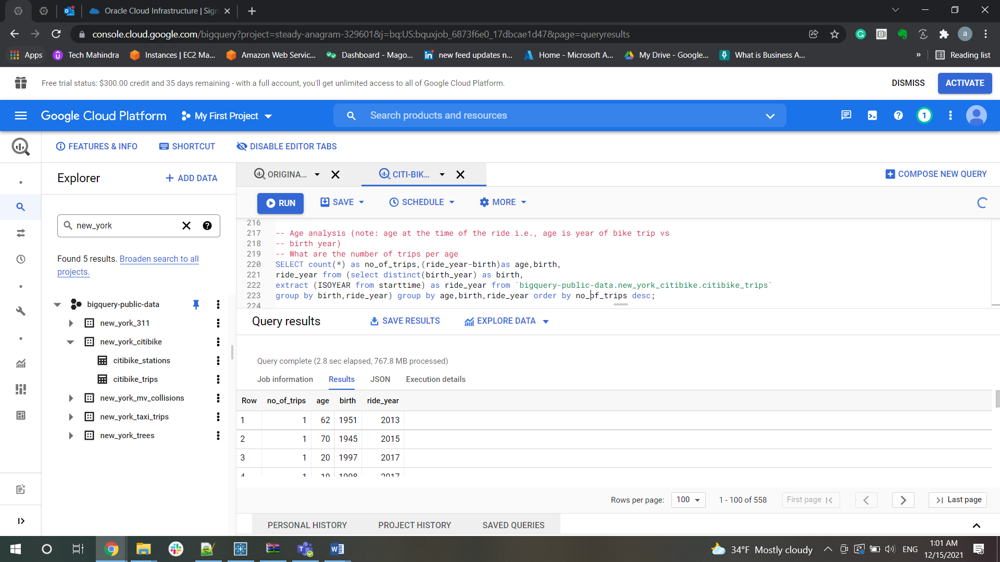 Oracle Cloud Infrastructure | Sign
console.cloud.google.com/bigquery?project=steady-anagram-329601&j=bq:US:bquxjob_6873f6e0_17dbcae1d47&page=queryresults
Apps Tech Mahindra Instances | EC2 Ma... Amazon Web Servic... Dashboard - Mago... new feed updates n... Home - Microsoft A... My Drive - Google... What is Business A... » Reading list
Free trial status: $300.00 credit and 35 days remaining - with a full account, you'll get unlimited access to all of Google Cloud Platform. DISMISS ACTIVATE
Google Cloud Platform My First Project Search products and resources 1
FEATURES & INFO SHORTCUT DISABLE EDITOR TABS
Explorer + ADD DATA
ORIGINA... CITI-BIK... COMPOSE NEW QUERY
RUN SAVE SCHEDULE MORE
new_york
Found 5 results. Broaden search to all
projects.
bigquery-public-data
new_york_311
new_york_citibike
citibike_stations
citibike_trips
new_york_mv_collisions
new_york_taxi_trips
new_york_trees
216
217 -- Age analysis (note: age at the time of the ride i.e., age is year of bike trip vs
218 -- birth year)
219 -- What are the number of trips per age
220 SELECT count(*) as no_of_trips,(ride_year-birth)as age,birth,
221 ride_year from (select distinct(birth_year) as birth,
222 extract (ISOYEAR from starttime) as ride_year from `bigquery-public-data.new_york_citibike.citibike_trips`
223 group by birth,ride_year) group by age,birth,ride_year order by no_of_trips desc;
224
Query results SAVE RESULTS EXPLORE DATA
Query complete (2.8 sec elapsed, 767.8 MB processed)
Job information Results JSON Execution details
Row no_of_trips age birth ride_year
1 1 62 1951 2013
2 1 70 1945 2015
3 1 20 1997 2017
4 1 19 1998 2017
Rows per page: 100 1 - 100 of 558 First page Last page
PERSONAL HISTORY PROJECT HISTORY SAVED QUERIES
34°F Mostly cloudy ENG 1:01 AM
12/15/2021